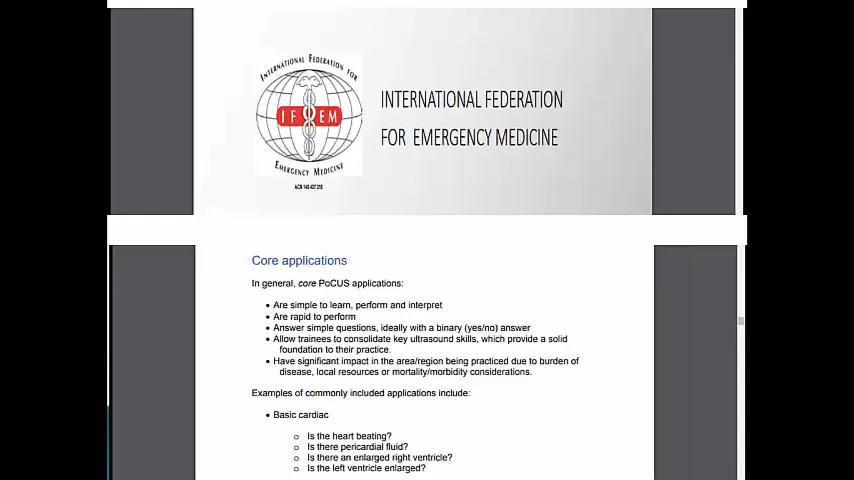 INTERNATIONAL FEDERATION FOR
IFEM
EMERGENCY MEDICINE
INTERNATIONAL FEDERATION
FOR EMERGENCY MEDICINE
Core applications
In general, core PoCUS applications:
• Are simple to learn, perform and interpret
• Are rapid to perform
• Answer simple questions, ideally with a binary (yes/no) answer
• Allow trainees to consolidate key ultrasound skills, which provide a solid
foundation to their practice.
• Have significant impact in the area/region being practiced due to burden of
disease, local resources or mortality/morbidity considerations.
Examples of commonly included applications include:
• Basic cardiac
o Is the heart beating?
o Is there pericardial fluid?
o Is there an enlarged right ventricle?
o Is the left ventricle enlarged?